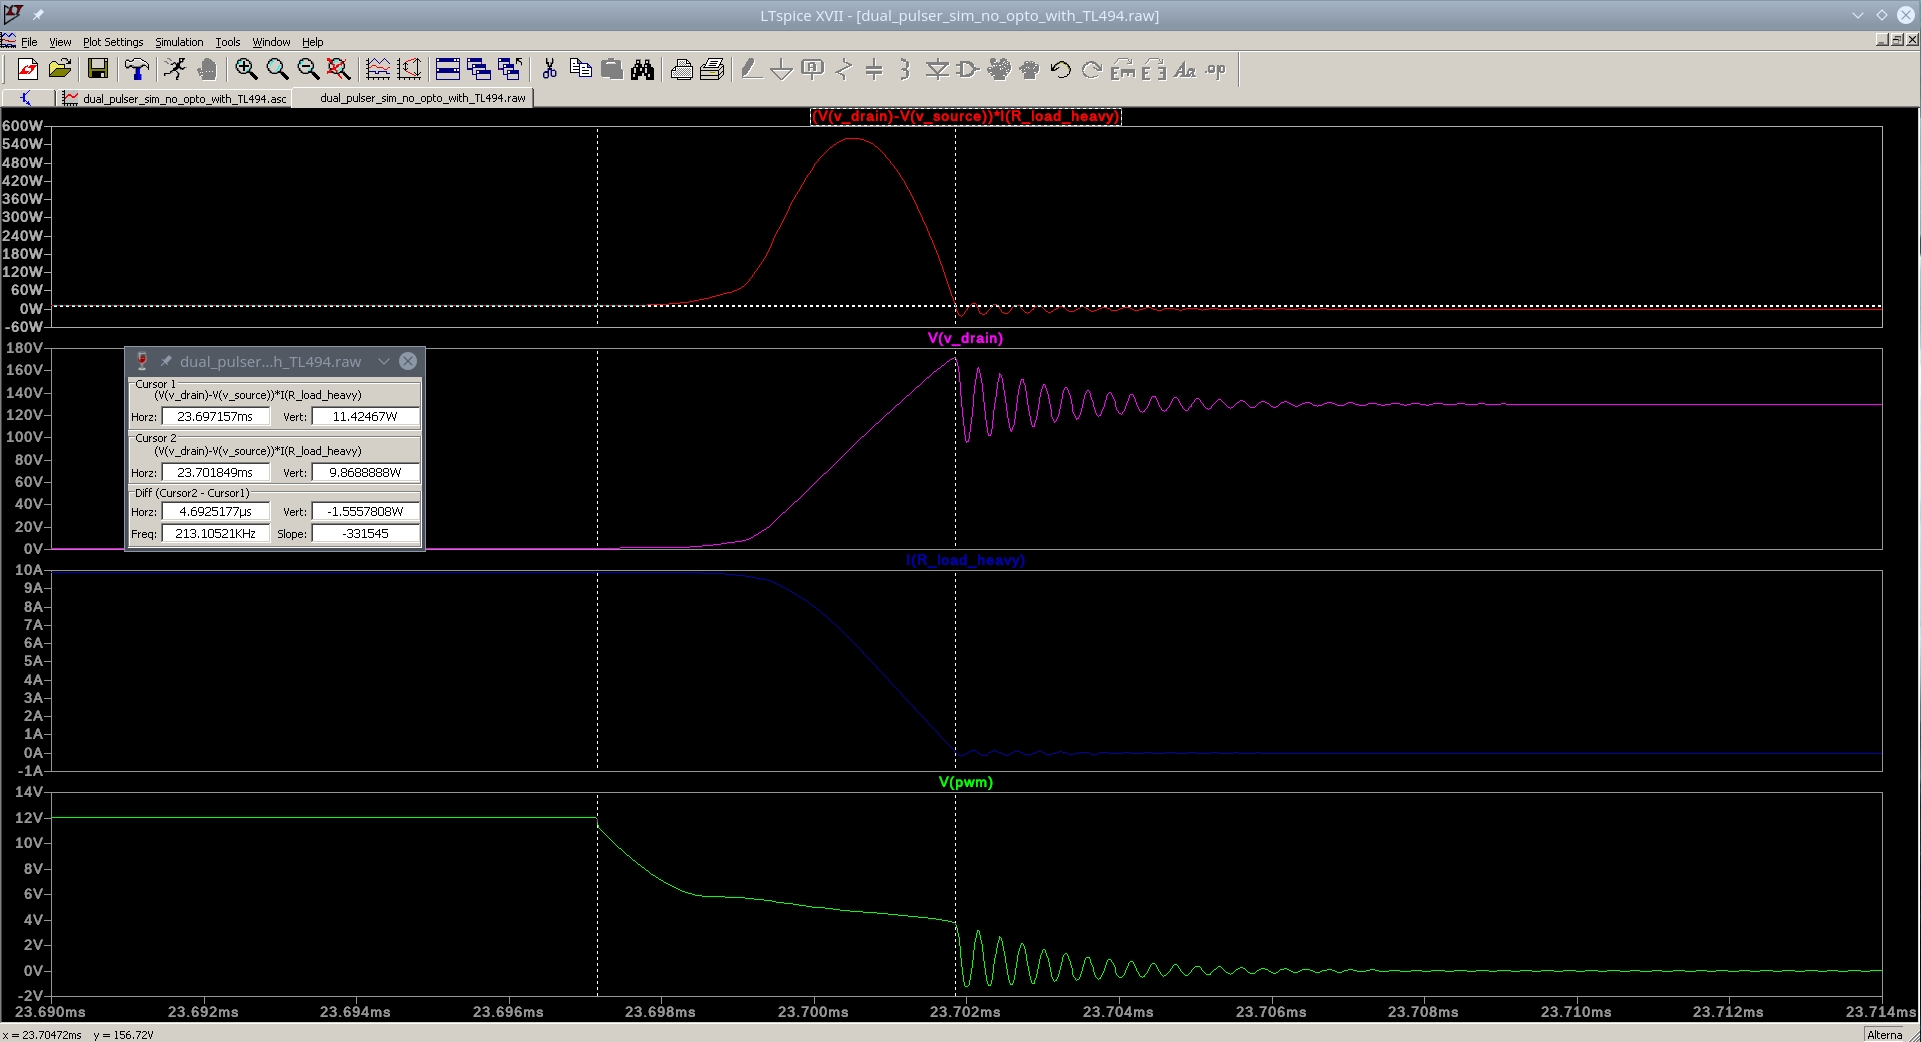 LTspice XVII - [dual_pulser_sim_no_opto_with_TL494.raw]
File View Plot Settings Simulation Tools Window Help
dual_pulser_sim_no_opto_with_TL494.asc dual_pulser_sim_no_opto_with_TL494.raw
(V(v_drain)-V(v_source))*I(R_load_heavy)
600W
540W
480W
420W
360W
300W
240W
180W
120W
60W
0W
-60W
V(v_drain)
180V
160V
140V
120V
100V
80V
60V
40V
20V
0V
dual_pulser...h_TL494.raw
Cursor 1
(V(v_drain)-V(v_source))*I(R_load_heavy)
Horz: 23.697157ms Vert: 11.42467W
Cursor 2
(V(v_drain)-V(v_source))*I(R_load_heavy)
Horz: 23.701849ms Vert: 9.8688888W
Diff (Cursor2 - Cursor1)
Horz: 4.6925177µs Vert: -1.5557808W
Freq: 213.10521KHz Slope: -331545
I(R_load_heavy)
10A
9A
8A
7A
6A
5A
4A
3A
2A
1A
0A
-1A
V(pwm)
14V
12V
10V
8V
6V
4V
2V
0V
-2V
23.690ms 23.692ms 23.694ms 23.696ms 23.698ms 23.700ms 23.702ms 23.704ms 23.706ms 23.708ms 23.710ms 23.712ms 23.714ms
x = 23.70472ms y = 156.72V Alterna